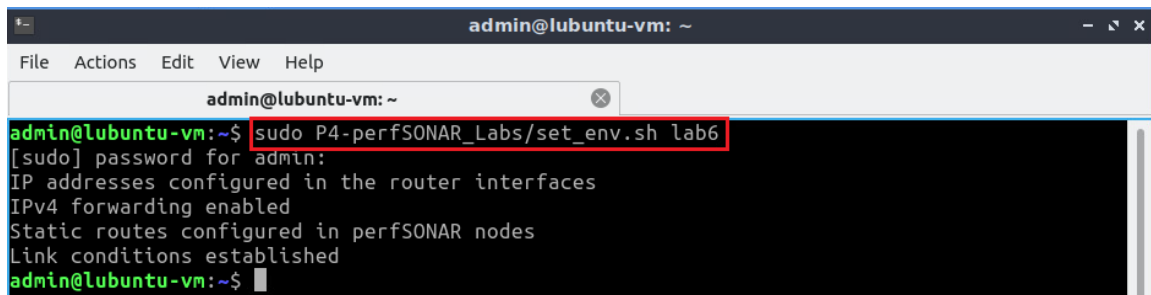 admin@lubuntu-vm: ~
File Actions Edit View Help
admin@lubuntu-vm: ~
admin@lubuntu-vm:~$ sudo P4-perfSONAR_Labs/set_env.sh lab6
[sudo] password for admin:
IP addresses configured in the router interfaces
IPv4 forwarding enabled
Static routes configured in perfSONAR nodes
Link conditions established
admin@lubuntu-vm:~$